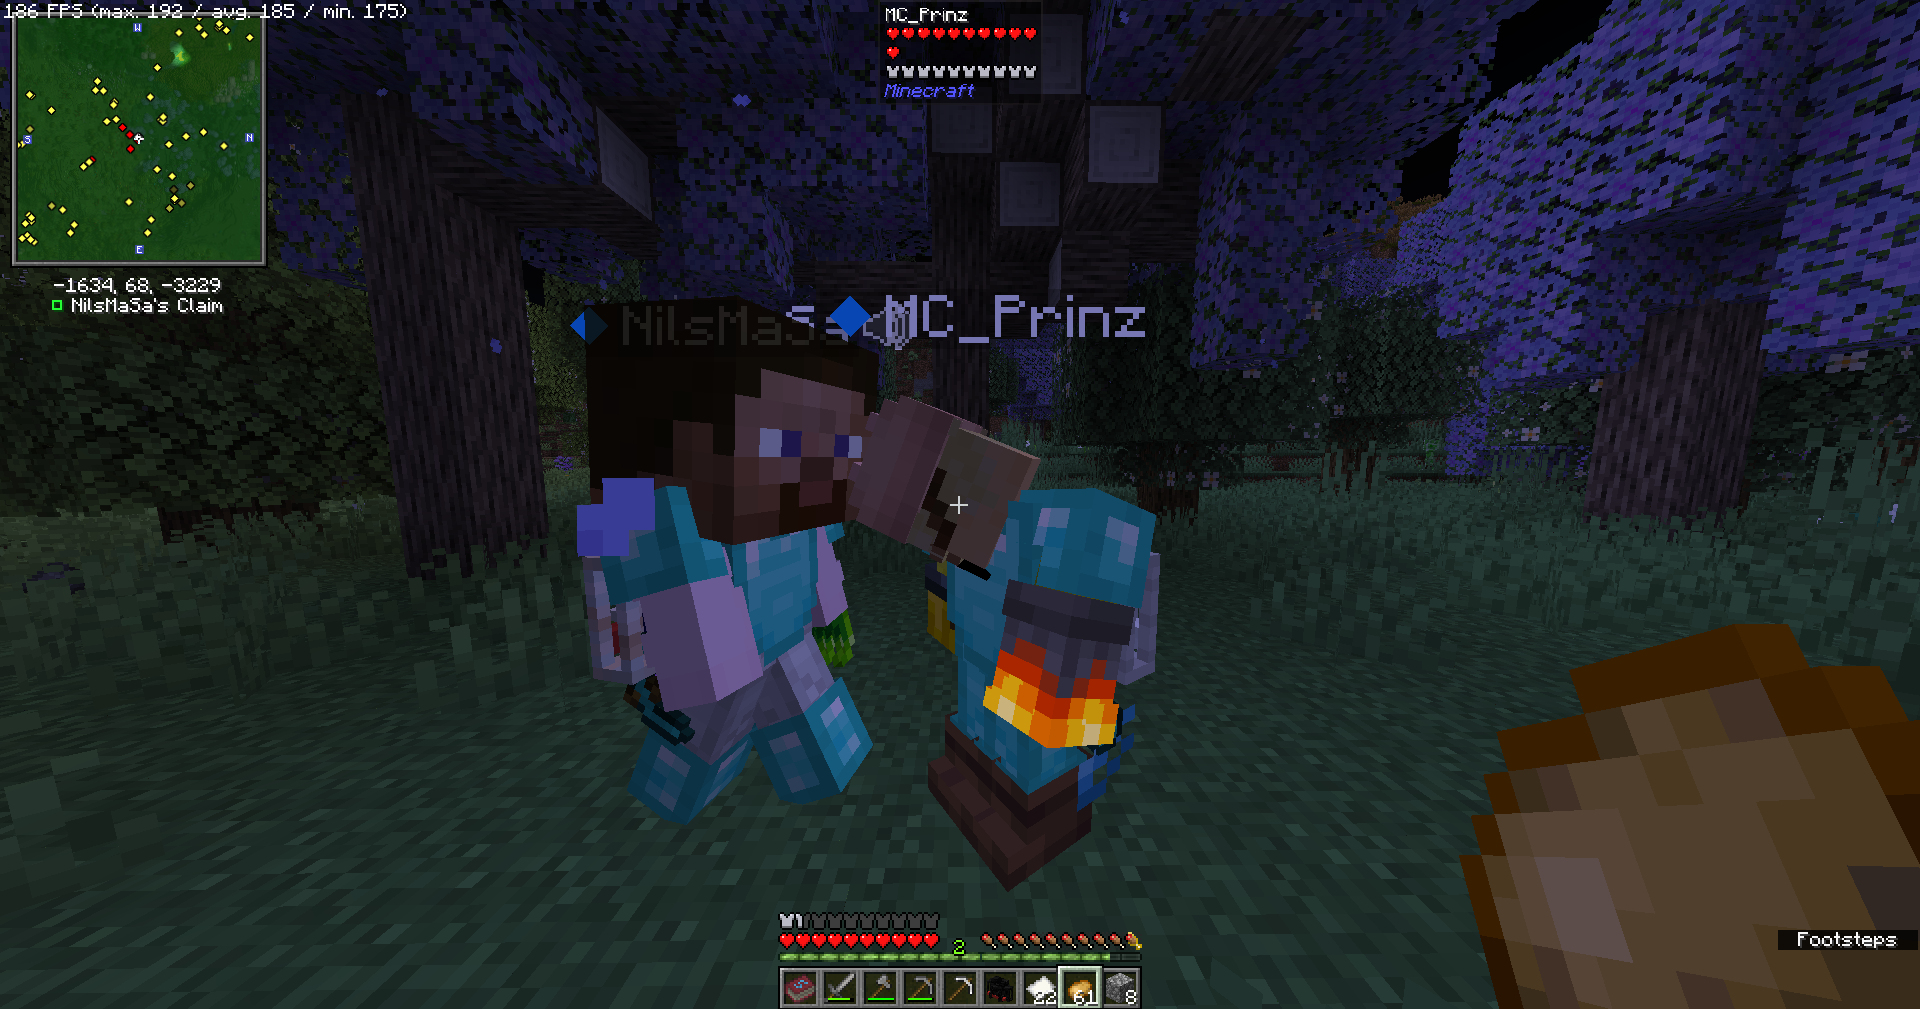 186 FPS (max. 192 / avg. 185 / min. 175)
MC_Prinz
Minecraft
W
S
N
E
-1634, 68, -3229
NilsMaSa's Claim
NilsMaSa
MC_Prinz
Footsteps
2
22
61
8